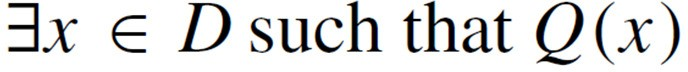 ∃x ∈ D such that Q(x)